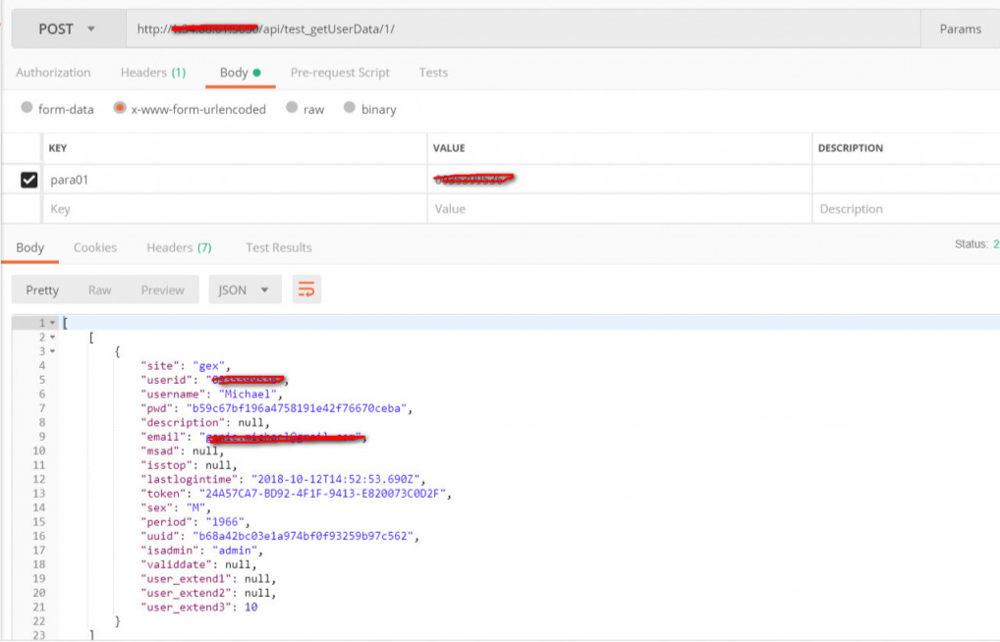 POST http:// /api/test_getUserData/1/ Params
Authorization Headers (1) Body Pre-request Script Tests
form-data x-www-form-urlencoded raw binary
KEY VALUE DESCRIPTION
para01
Key Value Description
Body Cookies Headers (7) Test Results Status: 2
Pretty Raw Preview JSON
1 [
2 [
3 {
4 "site": "gex",
5 "userid": "
6 "username": "Michael",
7 "pwd": "b59c67bf196a4758191e42f76670ceba",
8 "description": null,
9 "email": "
10 "msad": null,
11 "isstop": null,
12 "lastlogintime": "2018-10-12T14:52:53.690Z",
13 "token": "24A57CA7-BD92-4F1F-9413-E820073C0D2F",
14 "sex": "M",
15 "period": "1966",
16 "uuid": "b68a42bc03e1a974bf0f93259b97c562",
17 "isadmin": "admin",
18 "validdate": null,
19 "user_extend1": null,
20 "user_extend2": null,
21 "user_extend3": 10
22 }
23 ]